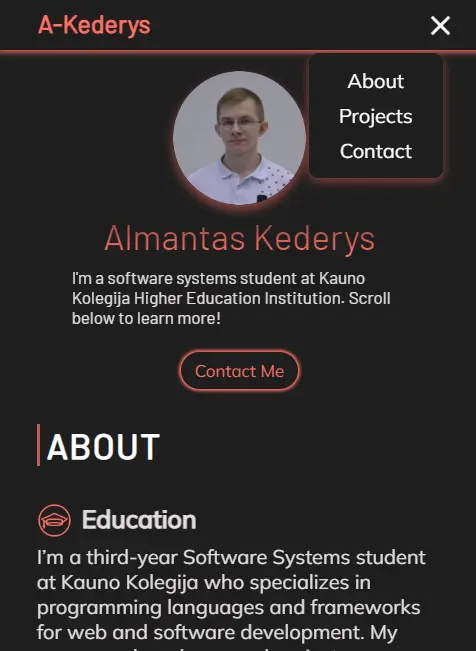 A-Kederys
About
Projects
Contact
Almantas Kederys
I'm a software systems student at Kauno
Kolegija Higher Education Institution. Scroll
below to learn more!
Contact Me
ABOUT
Education
I'm a third-year Software Systems student
at Kauno Kolegija who specializes in
programming languages and frameworks
for web and software development. My